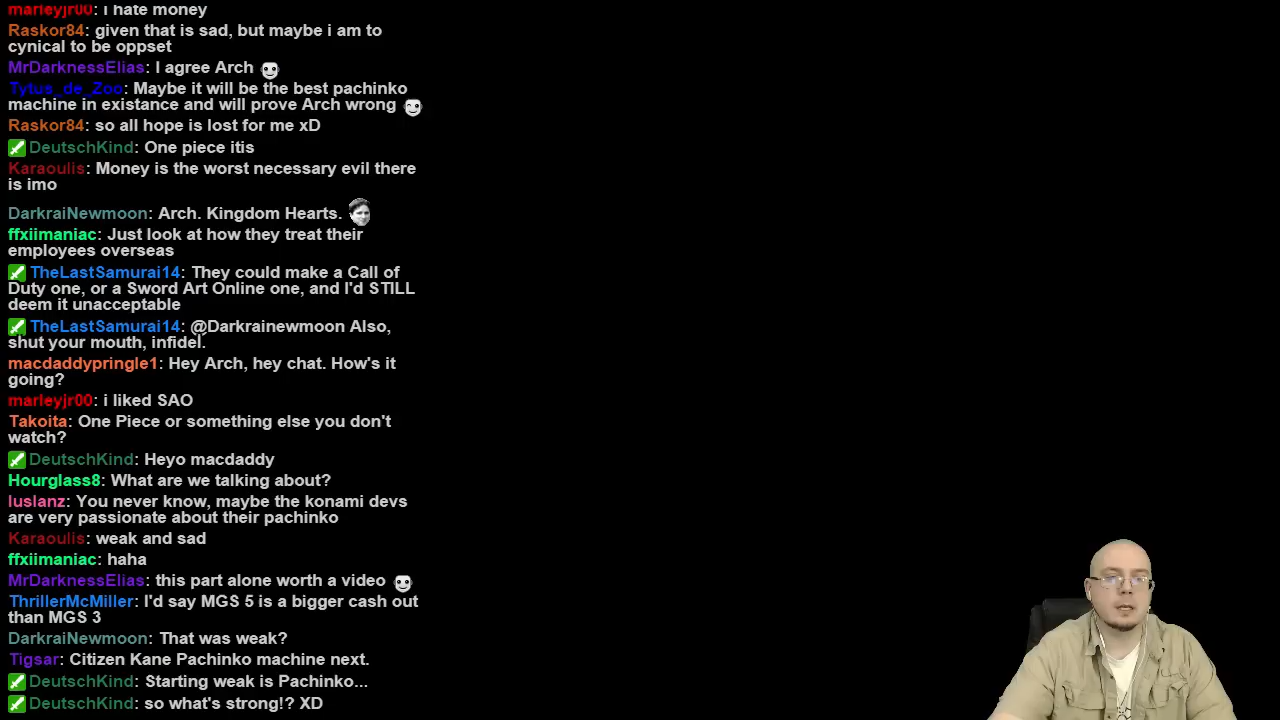 marleyjr00: i hate money
Raskor84: given that is sad, but maybe i am to
cynical to be oppset
MrDarknessElias: I agree Arch
Tytus_de_Zoo: Maybe it will be the best pachinko
machine in existance and will prove Arch wrong
Raskor84: so all hope is lost for me xD
DeutschKind: One piece itis
Karaoulis: Money is the worst necessary evil there
is imo
DarkraiNewmoon: Arch. Kingdom Hearts.
ffxiimaniac: Just look at how they treat their
employees overseas
TheLastSamurai14: They could make a Call of
Duty one, or a Sword Art Online one, and I'd STILL
deem it unacceptable
TheLastSamurai14: @Darkrainewmoon Also,
shut your mouth, infidel.
macdaddypringle1: Hey Arch, hey chat. How's it
going?
marleyjr00: i liked SAO
Takoita: One Piece or something else you don't
watch?
DeutschKind: Heyo macdaddy
Hourglass8: What are we talking about?
luslanz: You never know, maybe the konami devs
are very passionate about their pachinko
Karaoulis: weak and sad
ffxiimaniac: haha
MrDarknessElias: this part alone worth a video
ThrillerMcMiller: I'd say MGS 5 is a bigger cash out
than MGS 3
DarkraiNewmoon: That was weak?
Tigsar: Citizen Kane Pachinko machine next.
DeutschKind: Starting weak is Pachinko...
DeutschKind: so what's strong!? XD